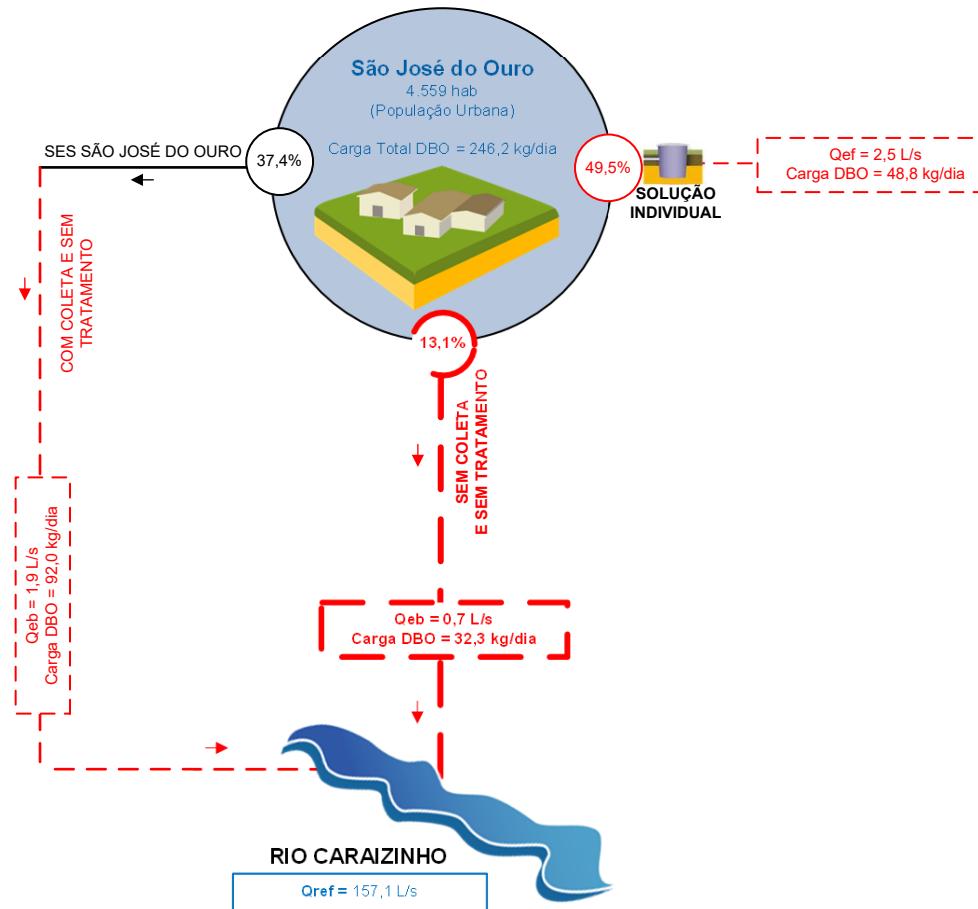 São José do Ouro
4.559 hab
(População Urbana)
Carga Total DBO = 246,2 kg/dia
SES SÃO JOSÉ DO OURO
37,4%
49,5%
SOLUÇÃO
INDIVIDUAL
Qef = 2,5 L/s
Carga DBO = 48,8 kg/dia
COM COLETA E SEM
TRATAMENTO
13,1%
SEM COLETA
E SEM TRATAMENTO
Qeb = 1,9 L/s
Carga DBO = 92,0 kg/dia
Qeb = 0,7 L/s
Carga DBO = 32,3 kg/dia
RIO CARAIZINHO
Qref = 157,1 L/s